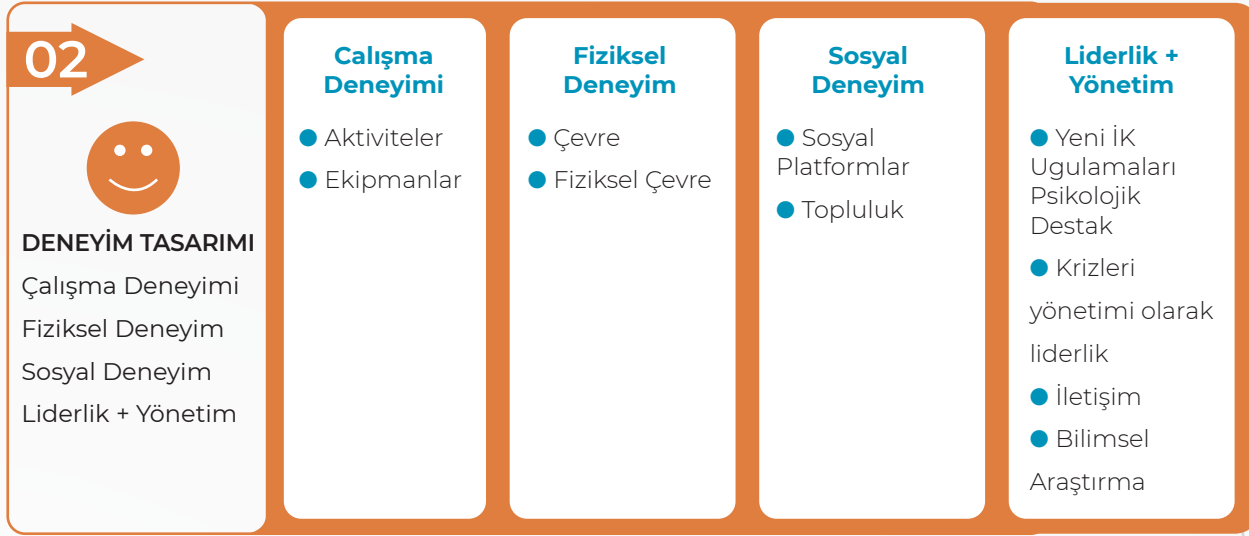 02
DENEYİM TASARIMI
Çalışma Deneyimi
Fiziksel Deneyim
Sosyal Deneyim
Liderlik + Yönetim
Calışma
Deneyimi
● Aktiviteler
● Ekipmanlar
Fiziksel
Deneyim
● Çevre
● Fiziksel Çevre
Sosyal
Deneyim
● Sosyal
Platformlar
● Topluluk
Liderlik +
Yönetim
● Yeni İK
Ugulamaları
Psikolojik
Destak
● Krizleri
yönetimi olarak
liderlik
● İletişim
● Bilimsel
Araştırma